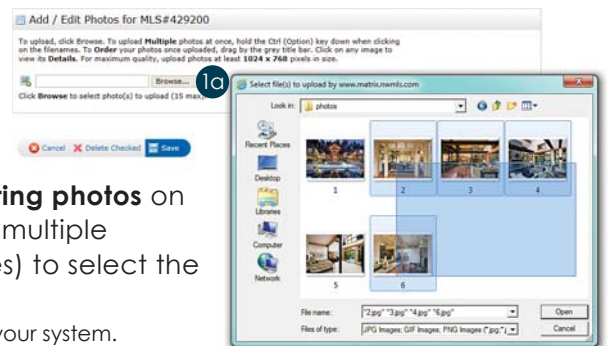 Add / Edit Photos for MLS#429200
To upload, click Browse. To upload Multiple photos at once, hold the Ctrl (Option) key down when clicking
on the filenames. To Order your photos once uploaded, drag by the grey title bar. Click on any image to
view its Details. For maximum quality, upload photos at least 1024 x 768 pixels in size.
Browse...
1a
Click Browse to select photo(s) to upload (15 max).
Cancel Delete Checked Save
Select file(s) to upload by www.matrix.nwmls.com
Look in: photos
Recent Places
Desktop
Libraries
Computer
Network
1 2 3 4
5 6
File name: "2.jpg" "3.jpg" "4.jpg" "6.jpg"
Open
Files of type: JPG Images; GIF Images; PNG Images (*.jpg;*.j
Cancel
ting photos on
multiple
es) to select the
your system.